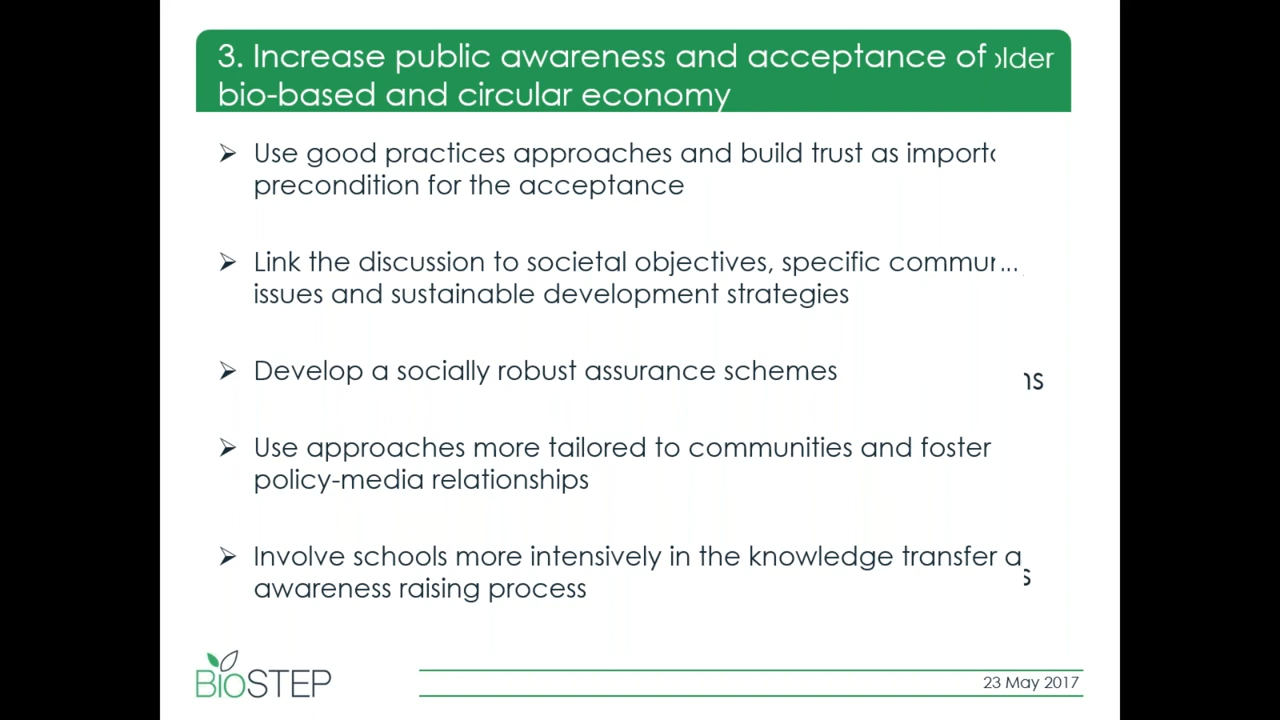 3. Increase public awareness and acceptance of
bio-based and circular economy
Use good practices approaches and build trust as
precondition for the acceptance
Link the discussion to societal objectives, specific
issues and sustainable development strategies
Develop a socially robust assurance schemes
Use approaches more tailored to communities and foster
policy-media relationships
Involve schools more intensively in the knowledge transfer
awareness raising process
BioSTEP
23 May 2017